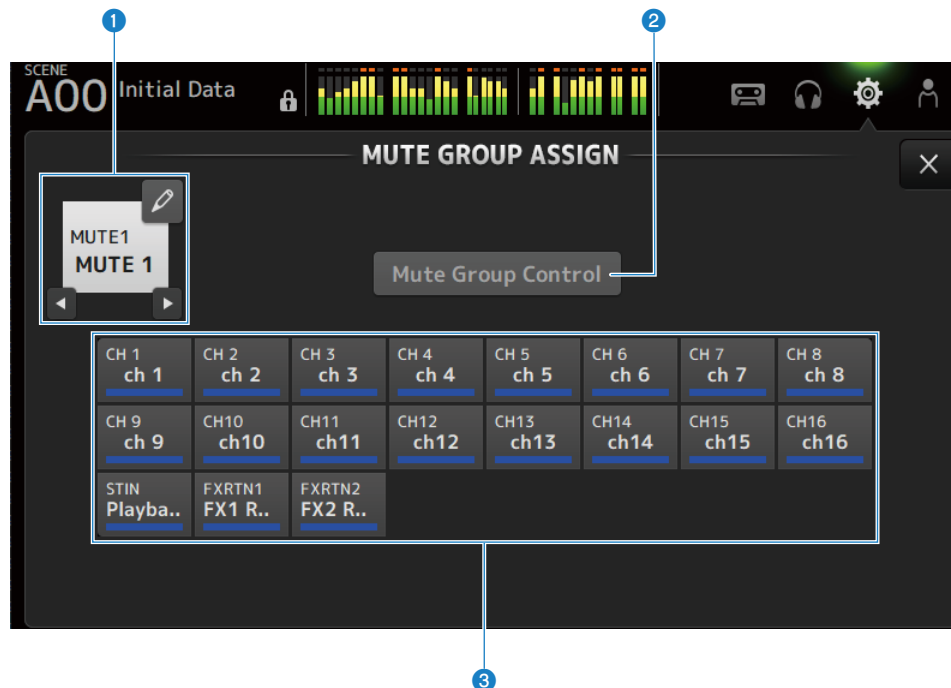 1
2
SCENE
A00 Initial Data
MUTE GROUP ASSIGN
MUTE1
MUTE 1
Mute Group Control
CH 1 CH 2 CH 3 CH 4 CH 5 CH 6 CH 7 CH 8
ch 1 ch 2 ch 3 ch 4 ch 5 ch 6 ch 7 ch 8
CH 9 CH10 CH11 CH12 CH13 CH14 CH15 CH16
ch 9 ch10 ch11 ch12 ch13 ch14 ch15 ch16
STIN FXRTN1 FXRTN2
Playba.. FX1 R.. FX2 R..
3